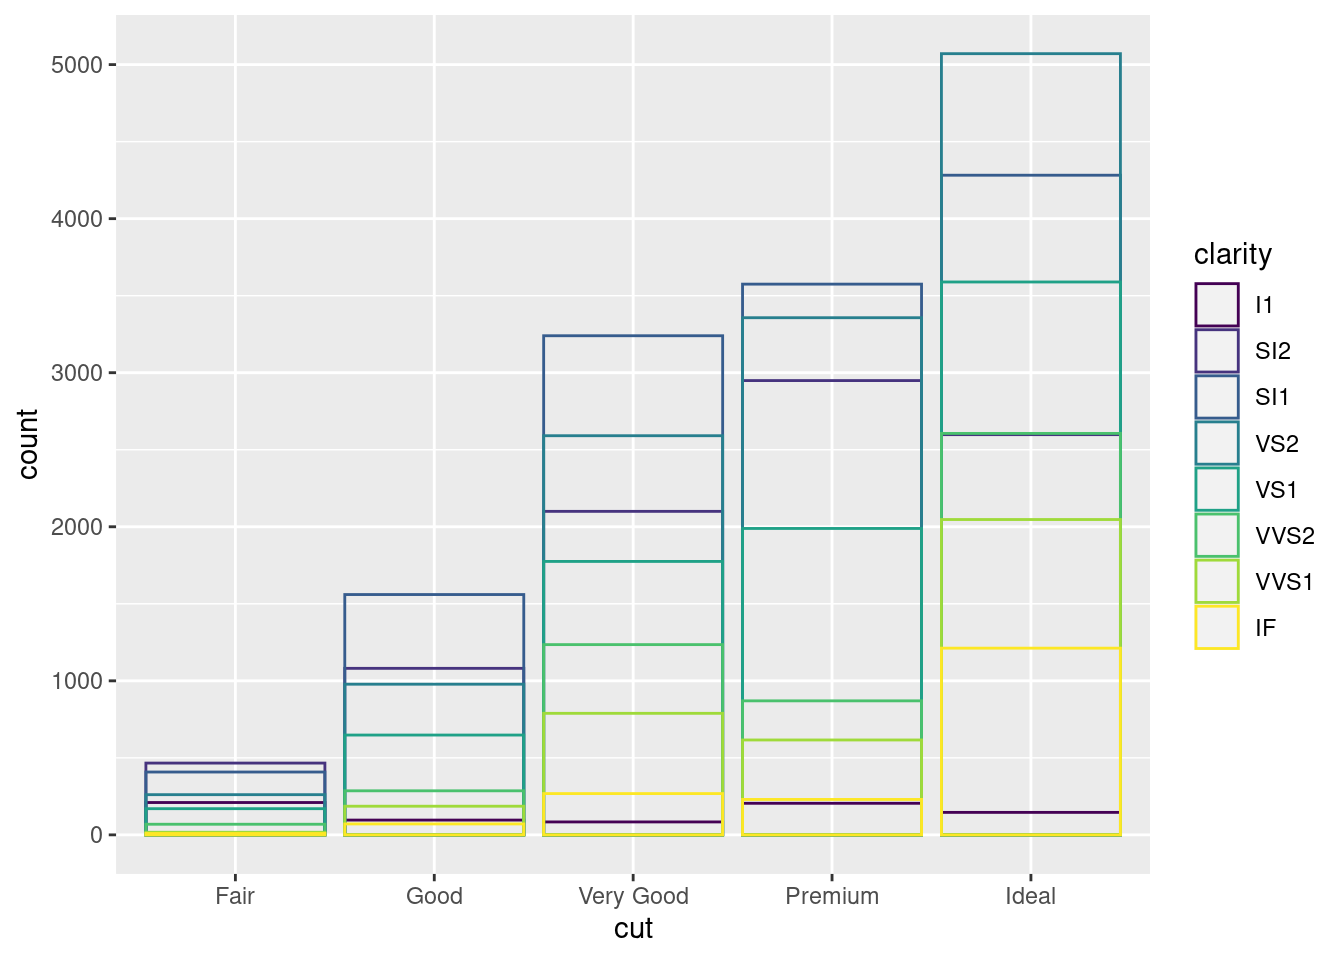 5000
4000
3000
2000
1000
0
count
Fair
Good
Very Good
Premium
Ideal
cut
clarity
I1
SI2
SI1
VS2
VS1
VVS2
VVS1
IF